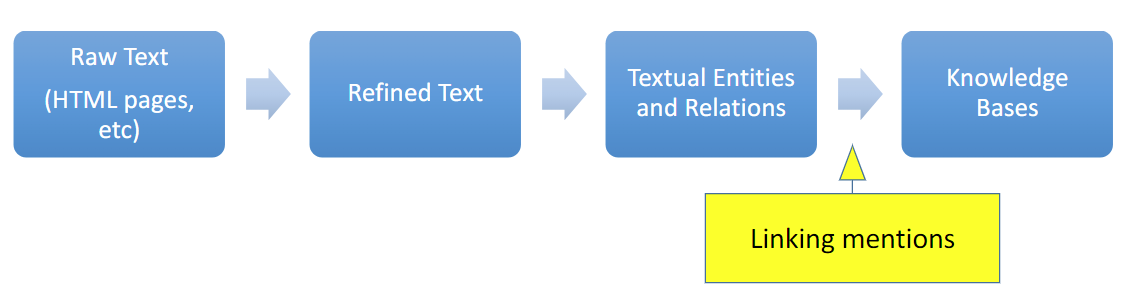 Raw Text
(HTML pages,
etc)
Refined Text
Textual Entities
and Relations
Knowledge
Bases
Linking mentions